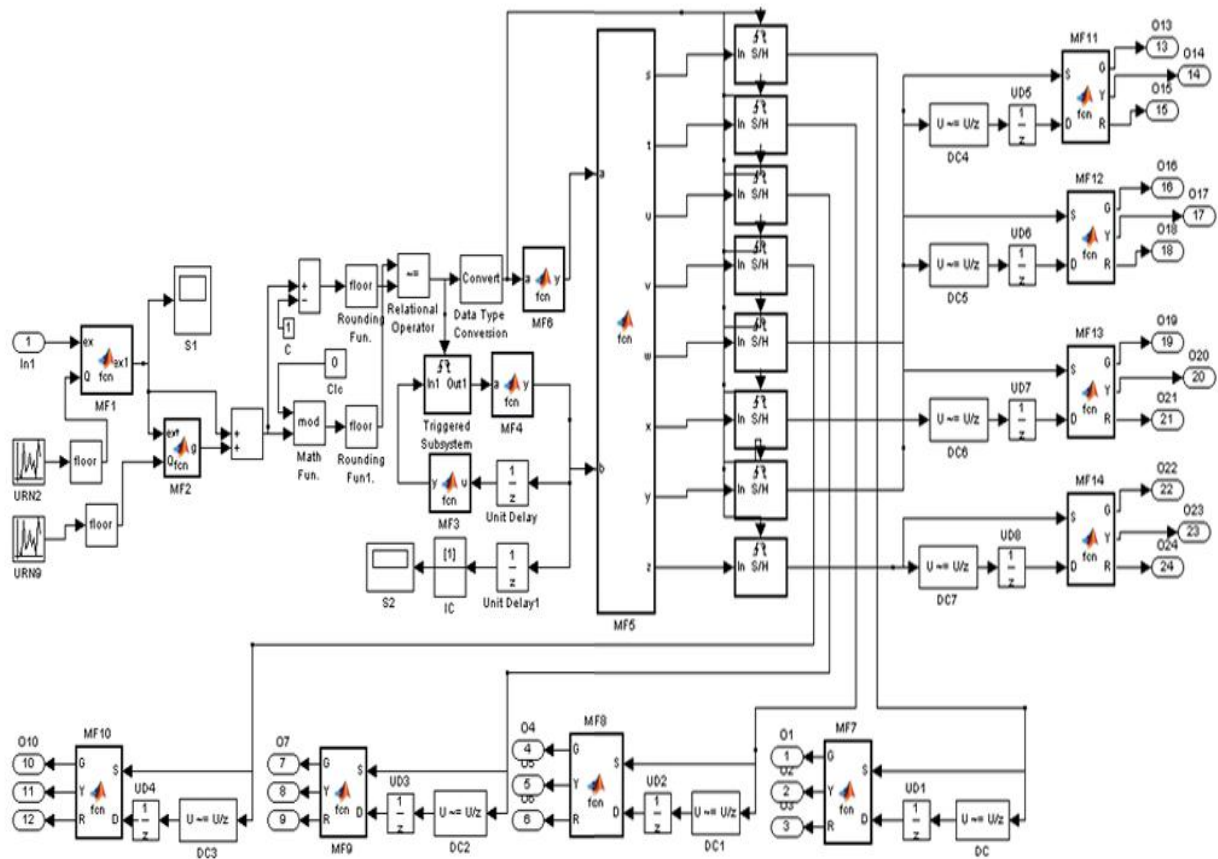 1
In1
ex
Q
fcn
ex1
MF1
S1
URN2
floor
URN9
floor
ext
Q
fcn
g
MF2
+
+
+
-
1
C
0
Clc
mod
Math
Fun.
floor
Rounding
Fun.
floor
Rounding
Fun1.
~=
Relational
Operator
Convert
Data Type
Conversion
a
y
fcn
MF6
In1 Out1
Triggered
Subsystem
a
y
fcn
MF4
y
u
fcn
MF3
1
z
Unit Delay
1
z
Unit Delay1
[1]
IC
S2
a
b
fcn
s
t
u
v
w
x
y
z
MF5
In S/H
In S/H
In S/H
In S/H
In S/H
In S/H
In S/H
In S/H
MF11
S
D
fcn
G
Y
R
O13
13
O14
14
O15
15
U ~= U/z
DC4
UD5
1
z
MF12
S
D
fcn
G
Y
R
O16
16
O17
17
O18
18
U ~= U/z
DC5
UD6
1
z
MF13
S
D
fcn
G
Y
R
O19
19
O20
20
O21
21
U ~= U/z
DC6
UD7
1
z
MF14
S
D
fcn
G
Y
R
O22
22
O23
23
O24
24
U ~= U/z
DC7
UD8
1
z
O10
10
11
12
MF10
G
Y
R
fcn
S
D
UD4
1
z
U ~= U/z
DC3
O7
7
8
9
G
Y
R
fcn
S
D
MF9
UD3
1
z
U ~= U/z
DC2
O4
4
O5
5
O6
6
MF8
G
Y
R
fcn
S
D
UD2
1
z
U ~= U/z
DC1
O1
1
O2
2
O3
3
MF7
G
Y
R
fcn
S
D
UD1
1
z
U ~= U/z
DC